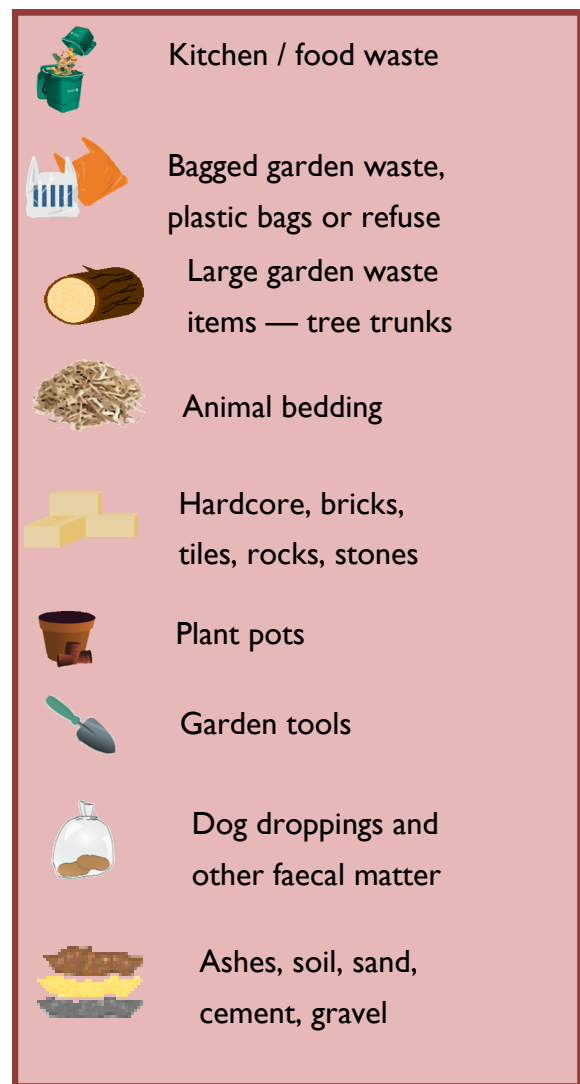 Kitchen / food waste
Bagged garden waste,
plastic bags or refuse
Large garden waste
items — tree trunks
Animal bedding
Hardcore, bricks,
tiles, rocks, stones
Plant pots
Garden tools
Dog droppings and
other faecal matter
Ashes, soil, sand,
cement, gravel